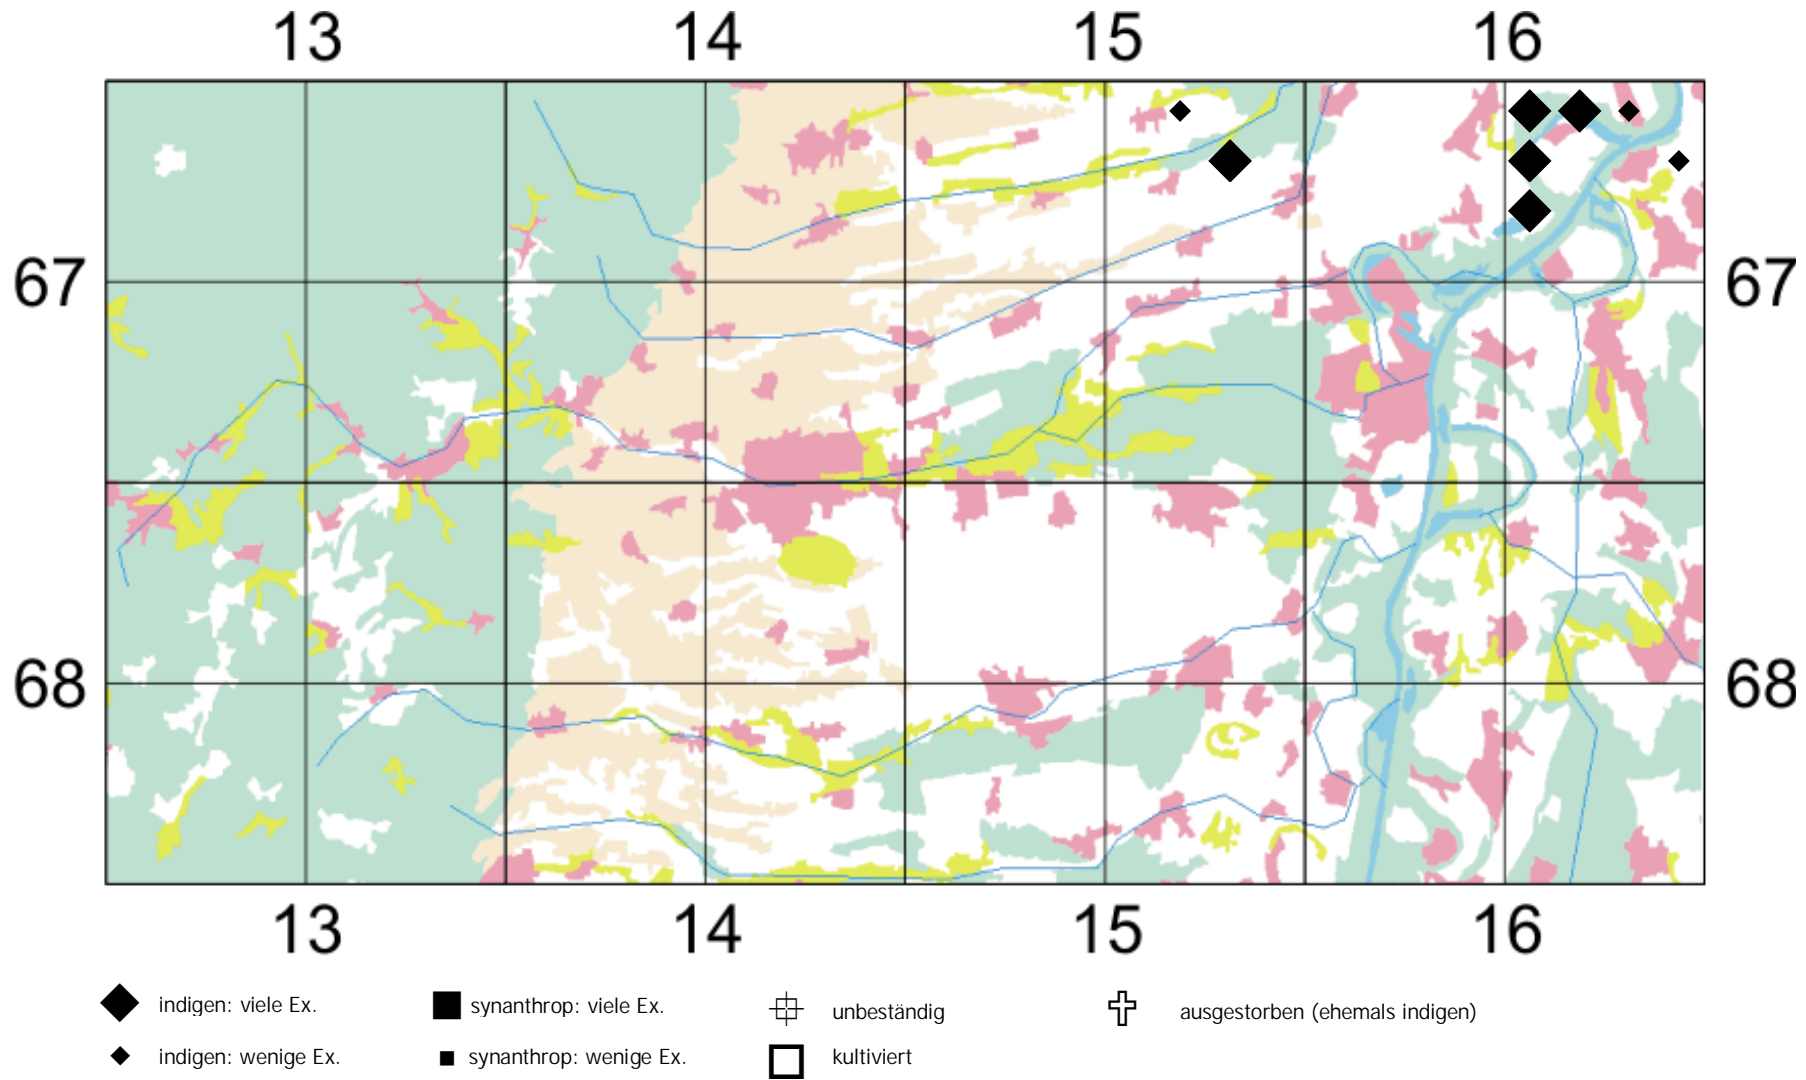 13 14 15 16
67 67
68 68
13 14 15 16
indigen: viele Ex. synanthrop: viele Ex. unbeständig ausgestorben (ehemals indigen)
indigen: wenige Ex. synanthrop: wenige Ex. kultiviert